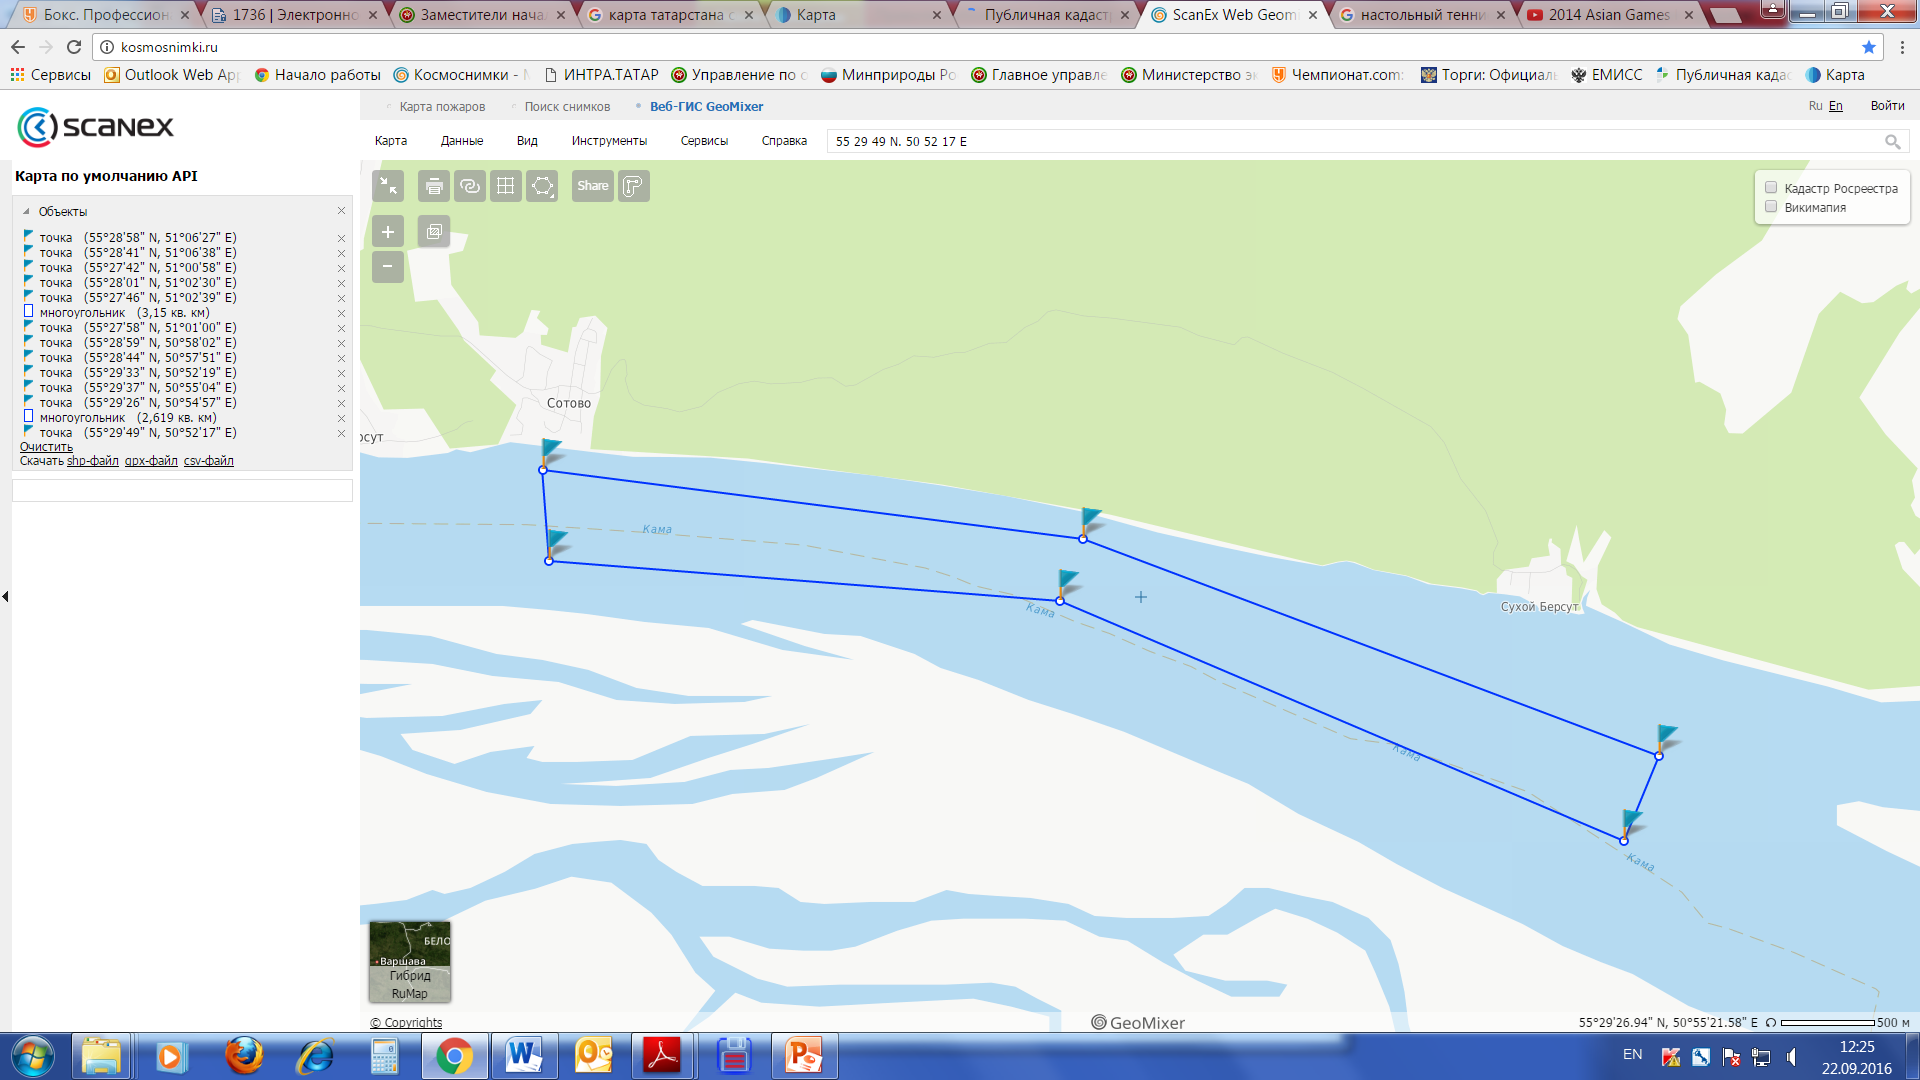 Бокс. Профессион
1736 | Электронно
Заместители нача
карта татарстана с
Карта
Публичная кадаст
ScanEx Web Geom
настольный тенни
2014 Asian Games
kosmosnimki.ru
Сервисы
Outlook Web App
Начало работы
Космоснимки -
ИНТРА.ТАТАР
Управление по о
Минприроды Ро
Главное управле
Министерство эк
Чемпионат.com:
Торги: Официаль
ЕМИСС
Публичная кадас
Карта
scanex
Карта пожаров
Поиск снимков
Веб-ГИС GeoMixer
Ru En
Войти
Карта
Данные
Вид
Инструменты
Сервисы
Справка
55 29 49 N. 50 52 17 E
Карта по умолчанию API
Объекты
точка (55°28'58" N, 51°06'27" E)
точка (55°28'41" N, 51°06'38" E)
точка (55°27'42" N, 51°00'58" E)
точка (55°28'01" N, 51°02'30" E)
точка (55°27'46" N, 51°02'39" E)
многоугольник (3,15 кв. км)
точка (55°27'58" N, 51°01'00" E)
точка (55°28'59" N, 50°58'02" E)
точка (55°28'44" N, 50°57'51" E)
точка (55°29'33" N, 50°52'19" E)
точка (55°29'37" N, 50°55'04" E)
точка (55°29'26" N, 50°54'57" E)
многоугольник (2,619 кв. км)
точка (55°29'49" N, 50°52'17" E)
Очистить
Скачать shp-файл gpx-файл csv-файл
Share
Кадастр Росреестра
Викимапия
Сотово
рсут
Кама
Кама
Сухой Берсут
Кама
Кама
БЕЛО
Варшава
Гибрид
RuMap
© Copyrights
GeoMixer
55°29'26.94" N, 50°55'21.58" E
500 м
EN
12:25
22.09.2016